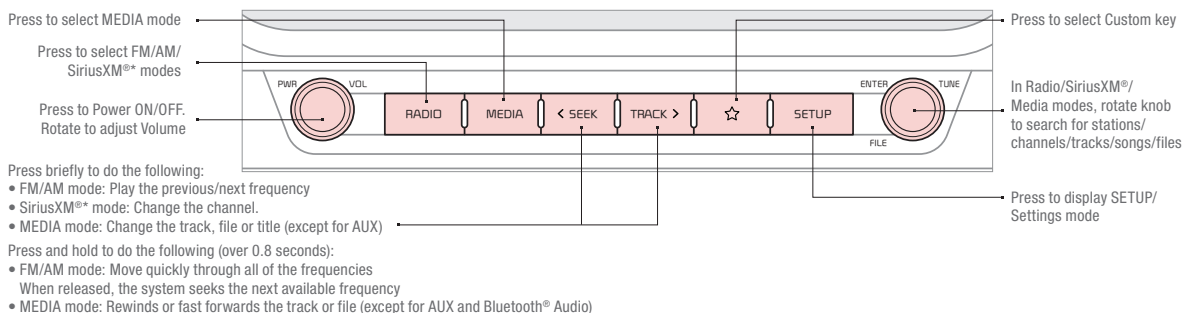 Press to select MEDIA mode
Press to select FM/AM/
SiriusXM®* modes
Press to Power ON/OFF.
Rotate to adjust Volume
PWR
VOL
RADIO
MEDIA
< SEEK
TRACK >
☆
SETUP
ENTER
TUNE
FILE
Press to select Custom key
In Radio/SiriusXM®/
Media modes, rotate knob
to search for stations/
channels/tracks/songs/files
Press to display SETUP/
Settings mode
Press briefly to do the following:
• FM/AM mode: Play the previous/next frequency
• SiriusXM®* mode: Change the channel.
• MEDIA mode: Change the track, file or title (except for AUX)
Press and hold to do the following (over 0.8 seconds):
• FM/AM mode: Move quickly through all of the frequencies
When released, the system seeks the next available frequency
• MEDIA mode: Rewinds or fast forwards the track or file (except for AUX and Bluetooth® Audio)